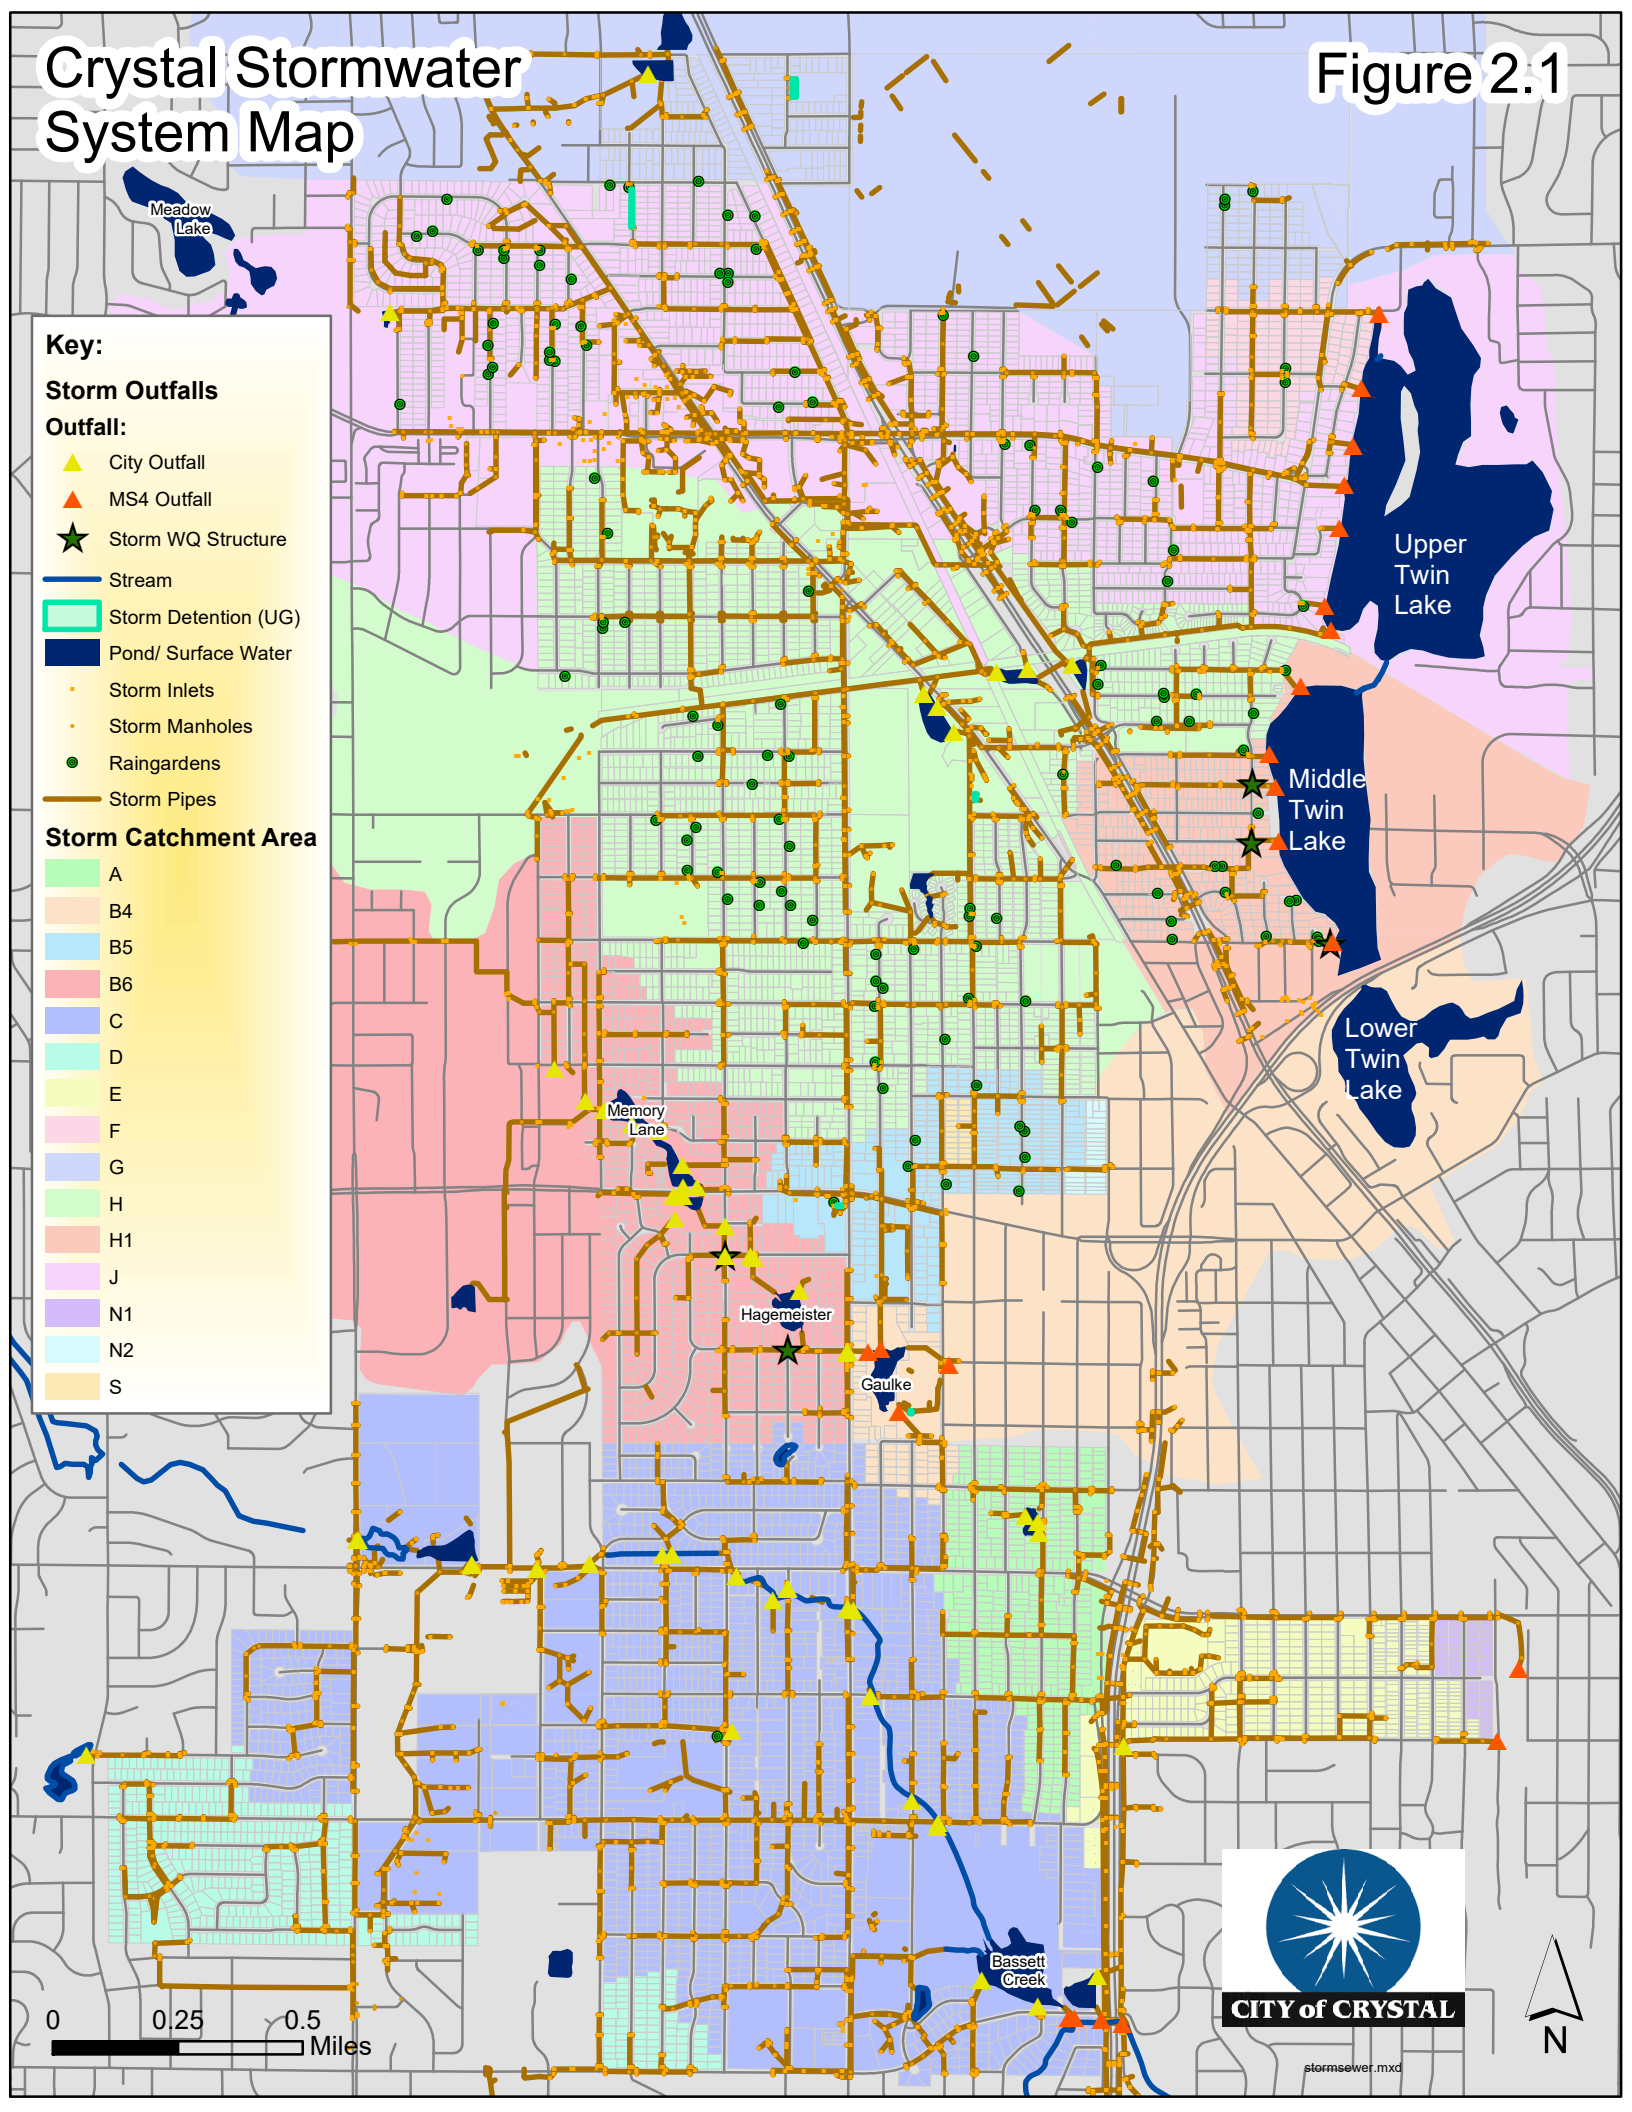 Crystal Stormwater
System Map
Figure 2.1
Meadow
Lake
Key:
Storm Outfalls
Outfall:
City Outfall
MS4 Outfall
Storm WQ Structure
Stream
Storm Detention (UG)
Pond/ Surface Water
Storm Inlets
Storm Manholes
Raingardens
Storm Pipes
Storm Catchment Area
A
B4
B5
B6
C
D
E
F
G
H
H1
J
N1
N2
S
Upper
Twin
Lake
Middle
Twin
Lake
Lower
Twin
Lake
Memory
Lane
Hagemeister
Gaulke
Bassett
Creek
0 0.25 0.5
Miles
CITY of CRYSTAL
N
stormsewer.mxd